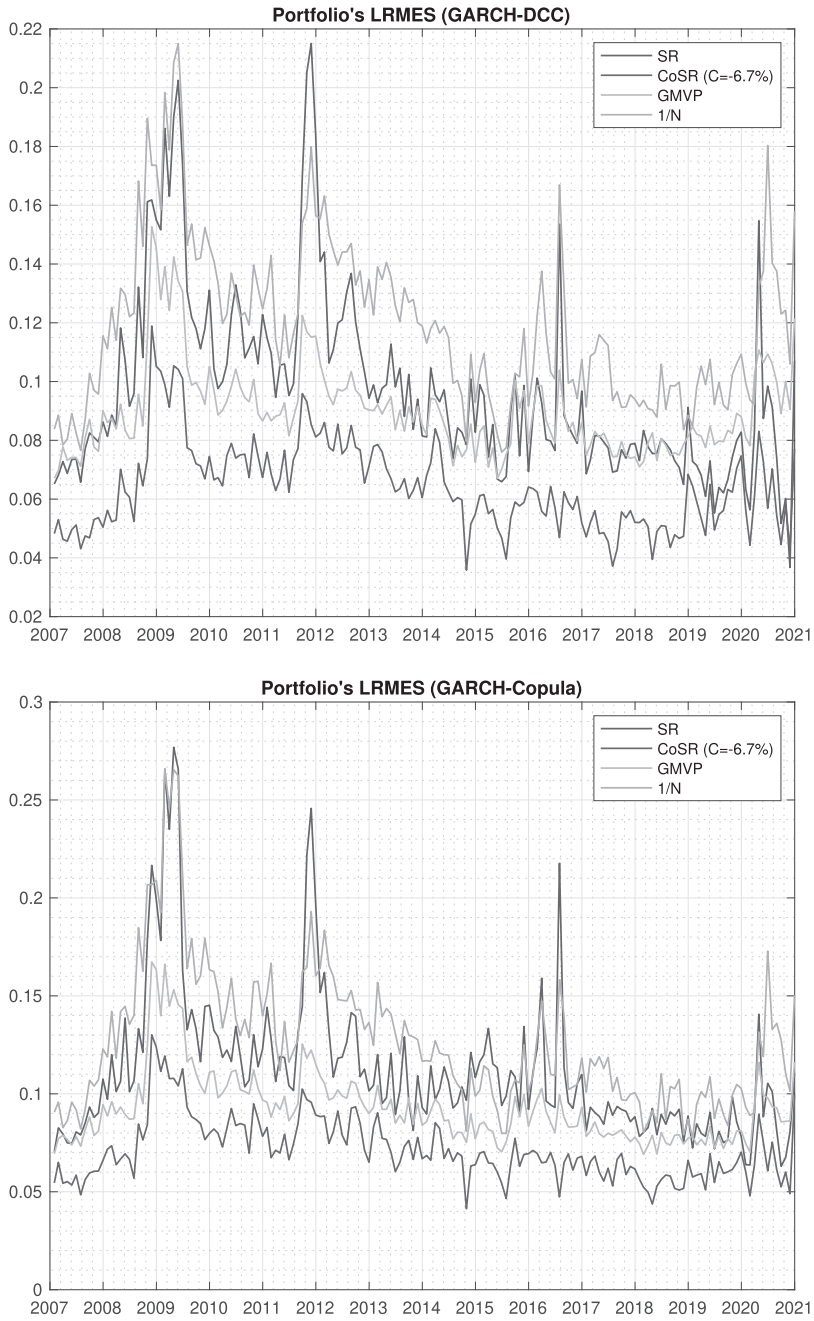 Portfolio's LRMES (GARCH-DCC)
0.22
0.2
0.18
0.16
0.14
0.12
0.1
0.08
0.06
0.04
0.02
SR
CoSR (C=-6.7%)
GMVP
1/N
2007 2008 2009 2010 2011 2012 2013 2014 2015 2016 2017 2018 2019 2020 2021
Portfolio's LRMES (GARCH-Copula)
0.3
0.25
0.2
0.15
0.1
0.05
0
SR
CoSR (C=-6.7%)
GMVP
1/N
2007 2008 2009 2010 2011 2012 2013 2014 2015 2016 2017 2018 2019 2020 2021